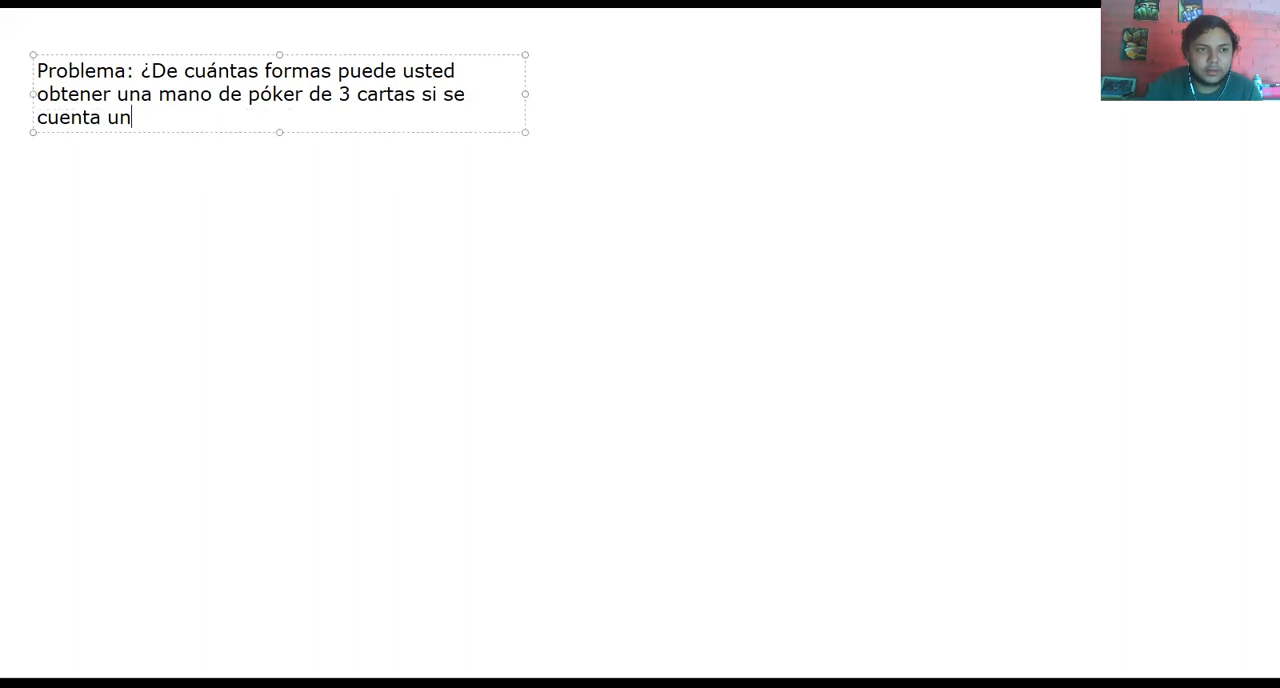 Problema: ¿De cuántas formas puede usted
obtener una mano de póker de 3 cartas si se
cuenta un